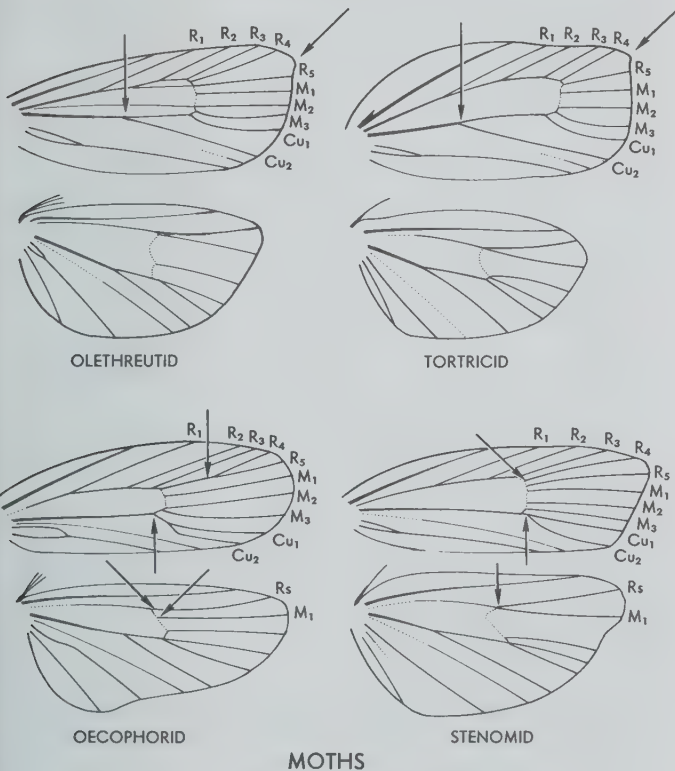 R1 R2 R3 R4
R5
M1
M2
M3
Cu1
Cu2
OLETHREUTID
R1 R2 R3 R4
R5
M1
M2
M3
Cu1
Cu2
TORTRICID
R1 R2 R3 R4
R5
M1
M2
M3
Cu1
Cu2
OECOPHORID
Rs
M1
R1 R2 R3 R4
R5
M1
M2
M3
Cu1
Cu2
Rs
M1
STENOMID
MOTHS